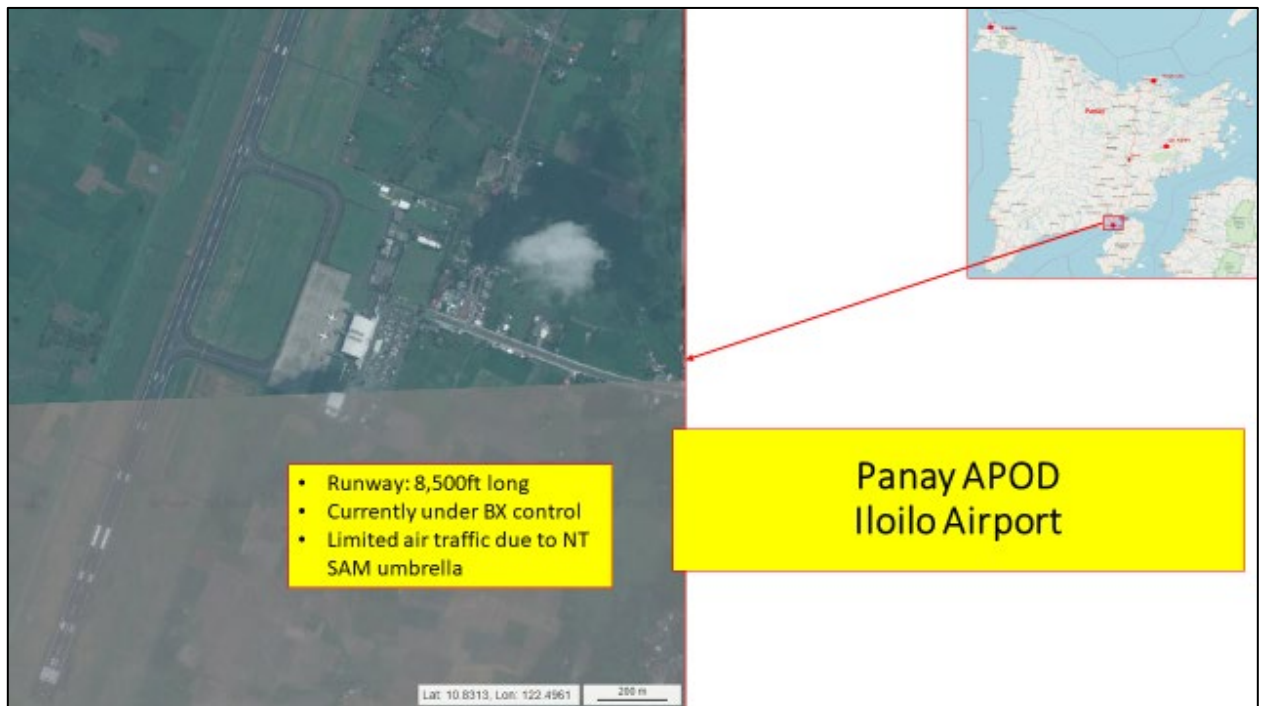 Panay
Panay APOD
Iloilo Airport
• Runway: 8,500ft long
• Currently under BX control
• Limited air traffic due to NT
SAM umbrella
Lat: 10.8313, Lon: 122.4961
200 m